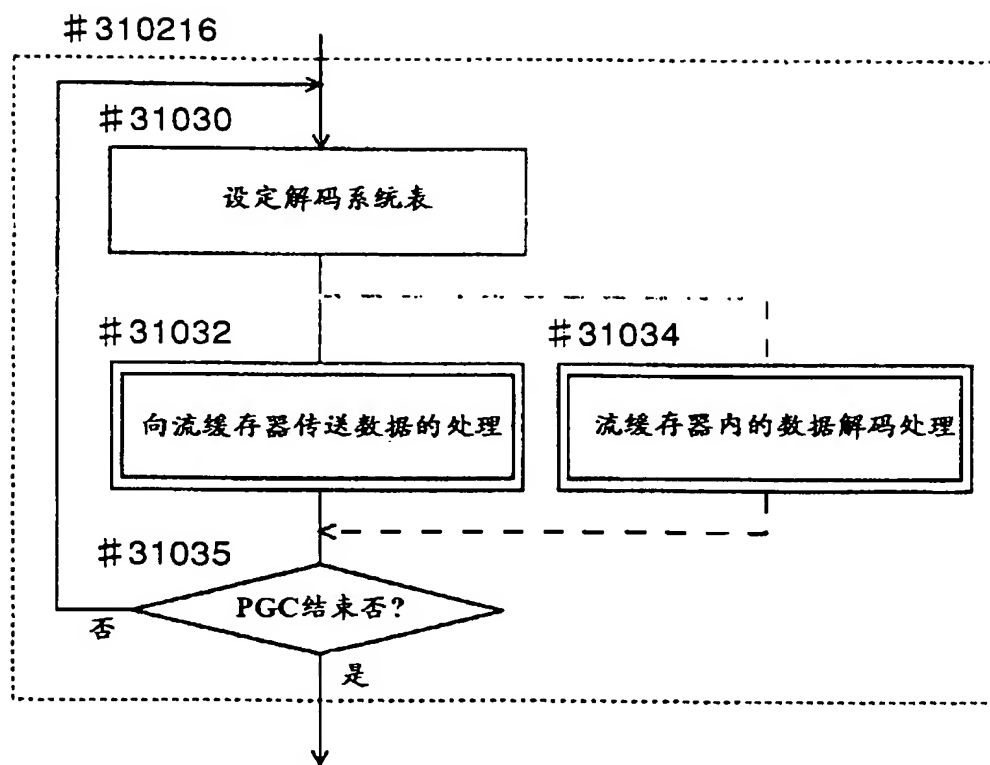 #310216
#31030
设定解码系统表
#31032
#31034
向流缓存器传送数据的处理
流缓存器内的数据解码处理
#31035
PGC结束否?
否
是